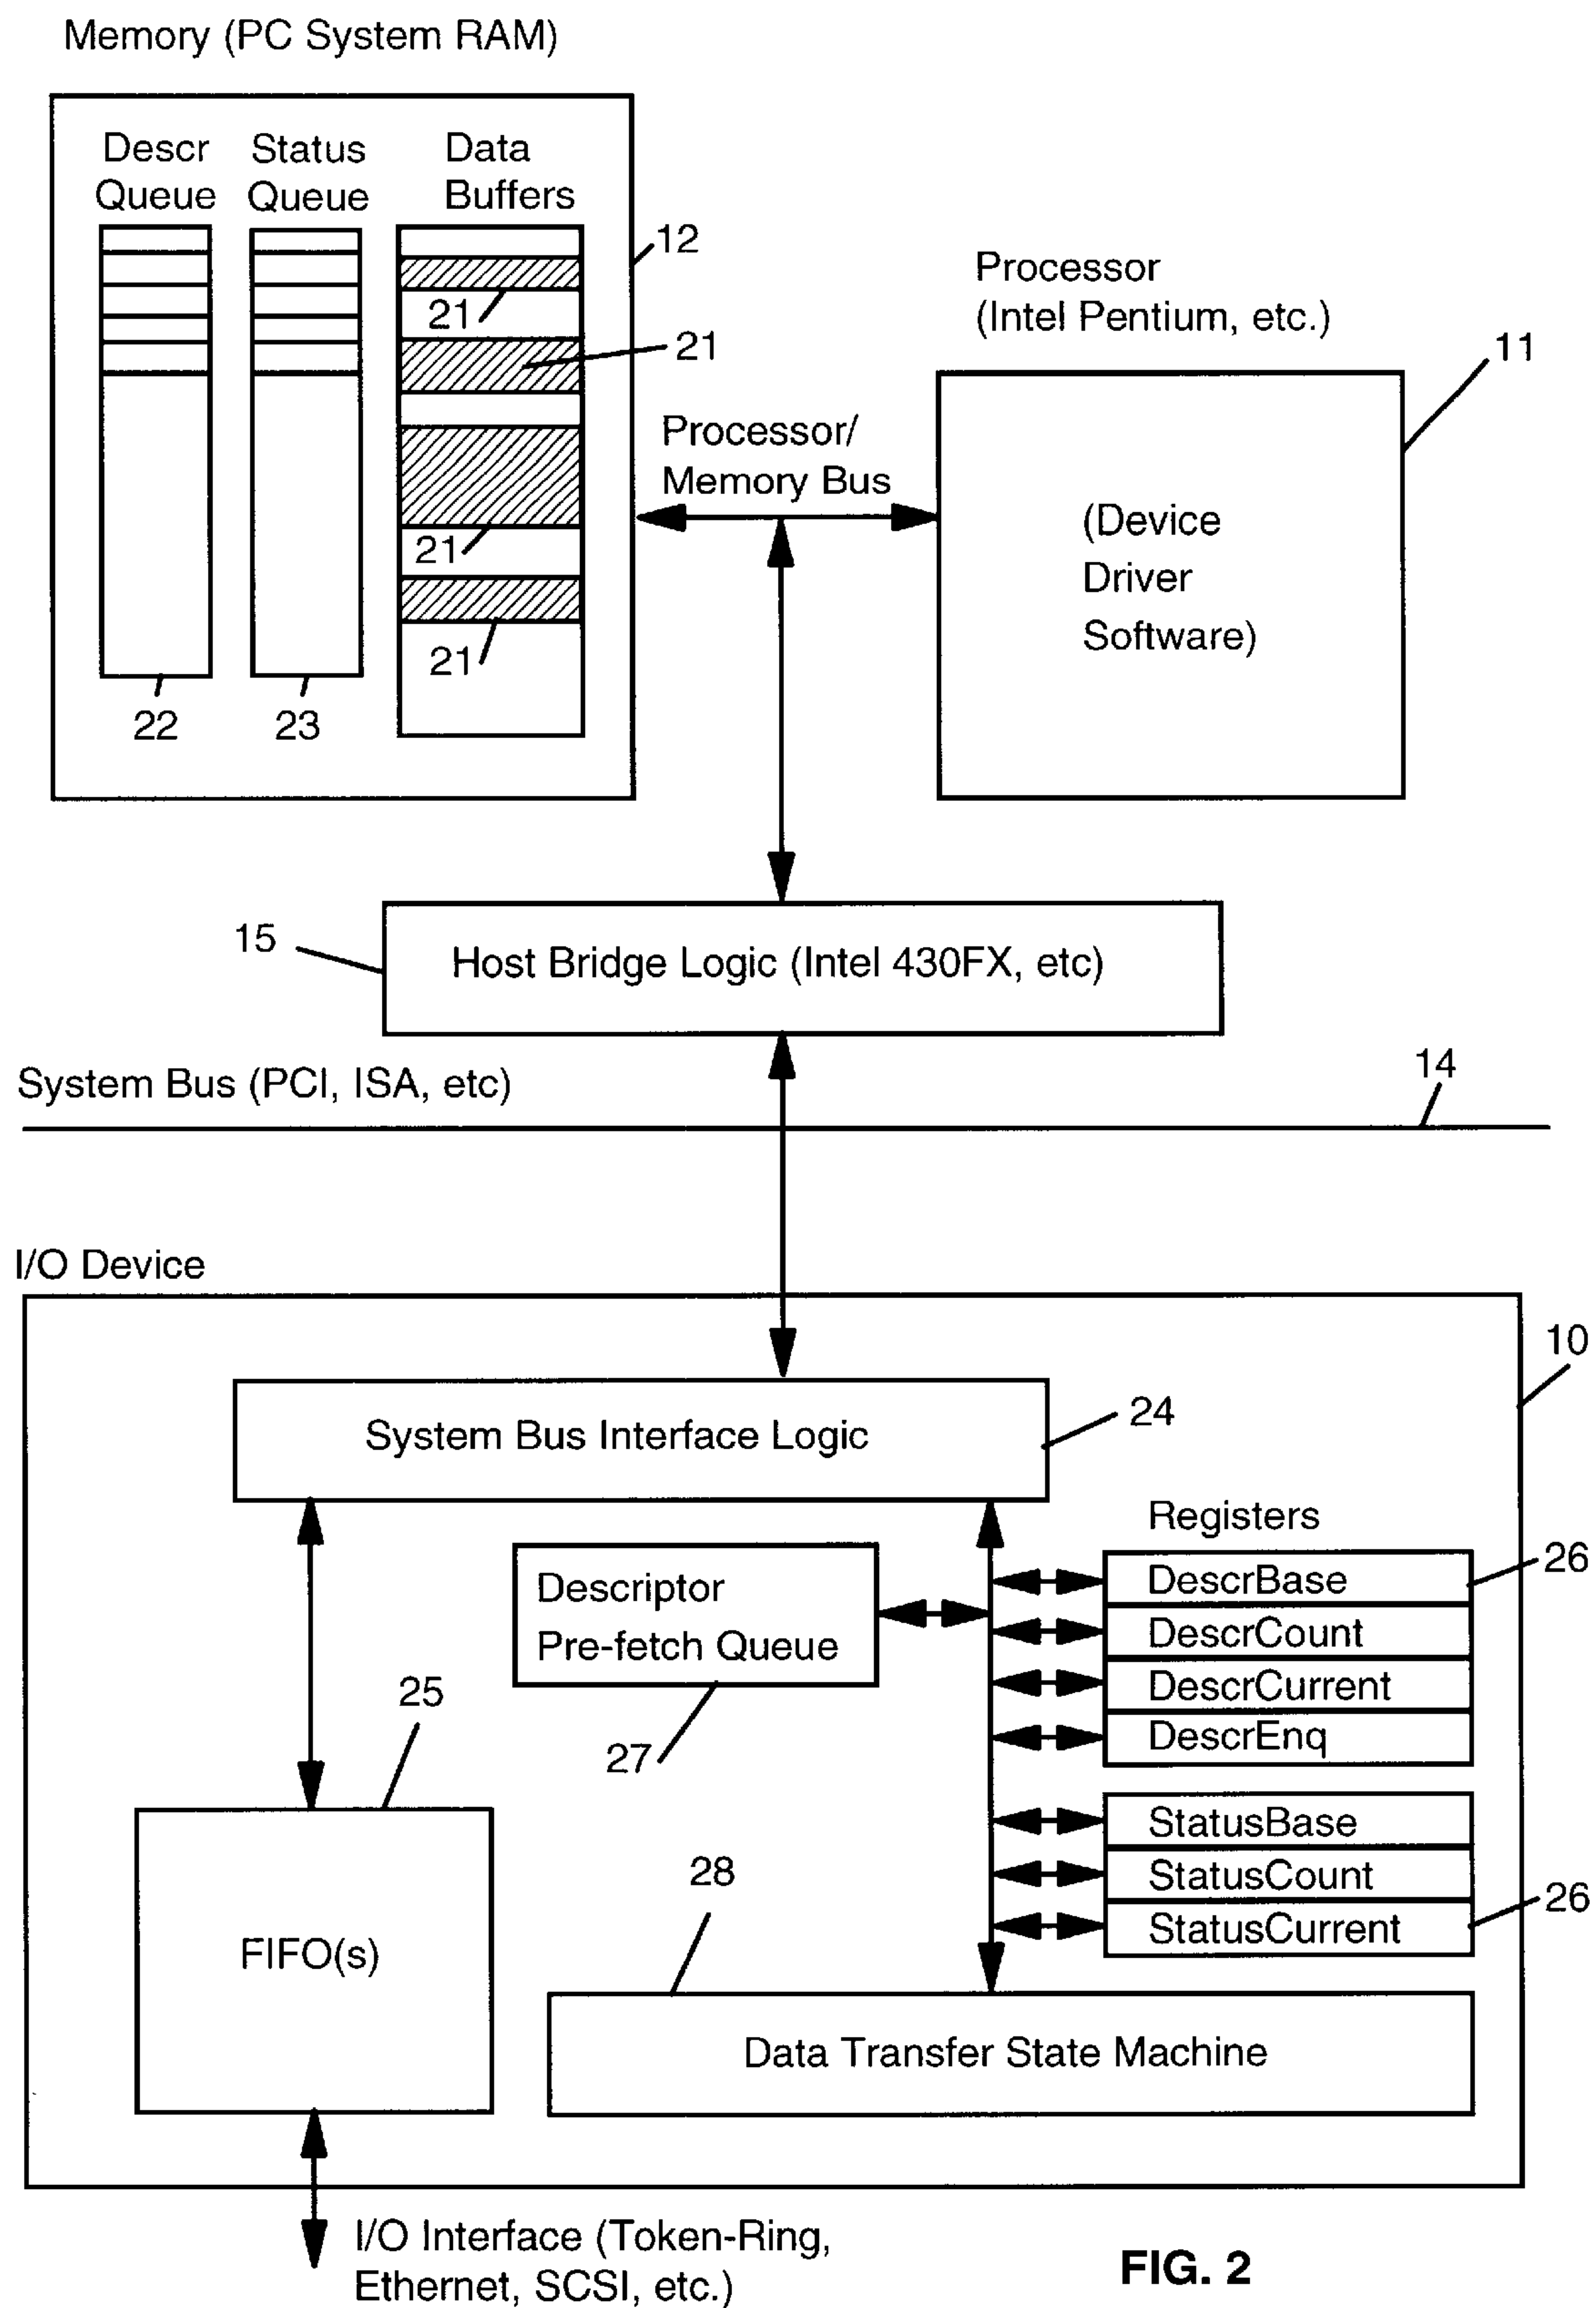 Memory (PC System RAM)
Descr Queue
Status Queue
Data Buffers
12
21
21
21
21
22
23
Processor
(Intel Pentium, etc.)
11
Processor/
Memory Bus
(Device
Driver
Software)
15
Host Bridge Logic (Intel 430FX, etc)
System Bus (PCI, ISA, etc)
14
I/O Device
10
System Bus Interface Logic
24
Registers
26
DescrBase
DescrCount
DescrCurrent
DescrEnq
Descriptor
Pre-fetch Queue
27
25
StatusBase
StatusCount
StatusCurrent
26
28
FIFO(s)
Data Transfer State Machine
I/O Interface (Token-Ring,
Ethernet, SCSI, etc.)
FIG. 2